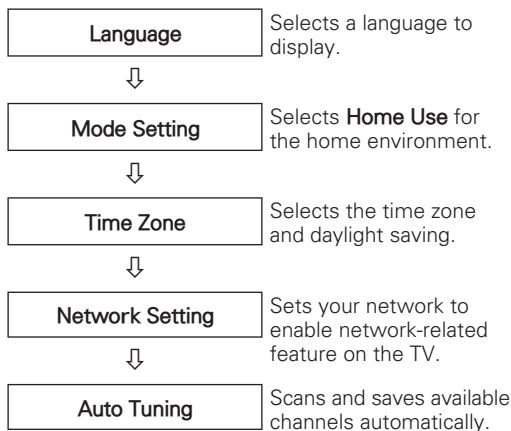 Language
Selects a language to
display.
Mode Setting
Selects Home Use for
the home environment.
Time Zone
Selects the time zone
and daylight saving.
Network Setting
Sets your network to
enable network-related
feature on the TV.
Auto Tuning
Scans and saves available
channels automatically.